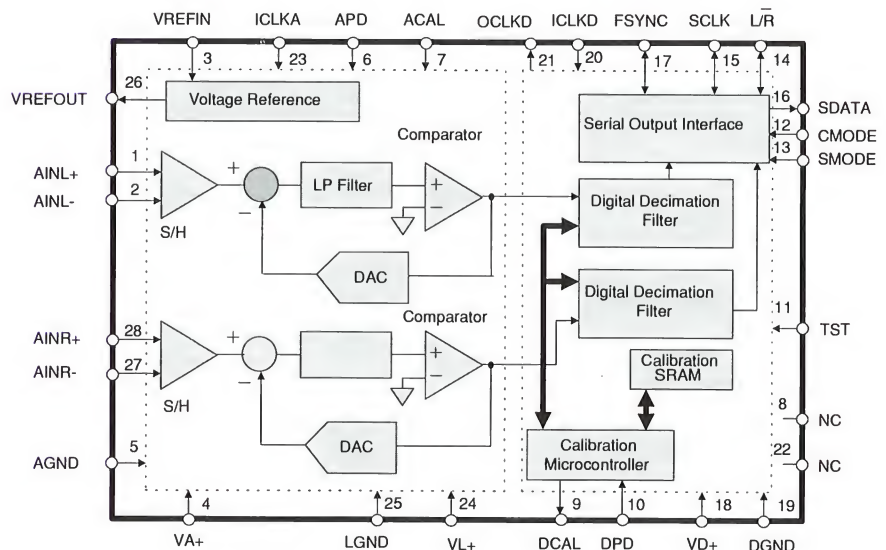 VREFIN ICLKA APD ACAL OCLKD ICLKD FSYNC SCLK L/R̅
3 23 6 7 21 20 17 15 14
26 Voltage Reference
VREFOUT
16 SDATA
Serial Output Interface
12 CMODE
13 SMODE
Comparator
1
AINL+
+ LP Filter +
AINL-
2
− −
S/H
Digital Decimation
Filter
DAC
Comparator
Digital Decimation
Filter
11
TST
28
AINR+
+ +
AINR-
27
− −
S/H
Calibration
SRAM
8
NC
DAC
Calibration
Microcontroller
22
NC
5
AGND
4 25 24 9 10 18 19
VA+ LGND VL+ DCAL DPD VD+ DGND